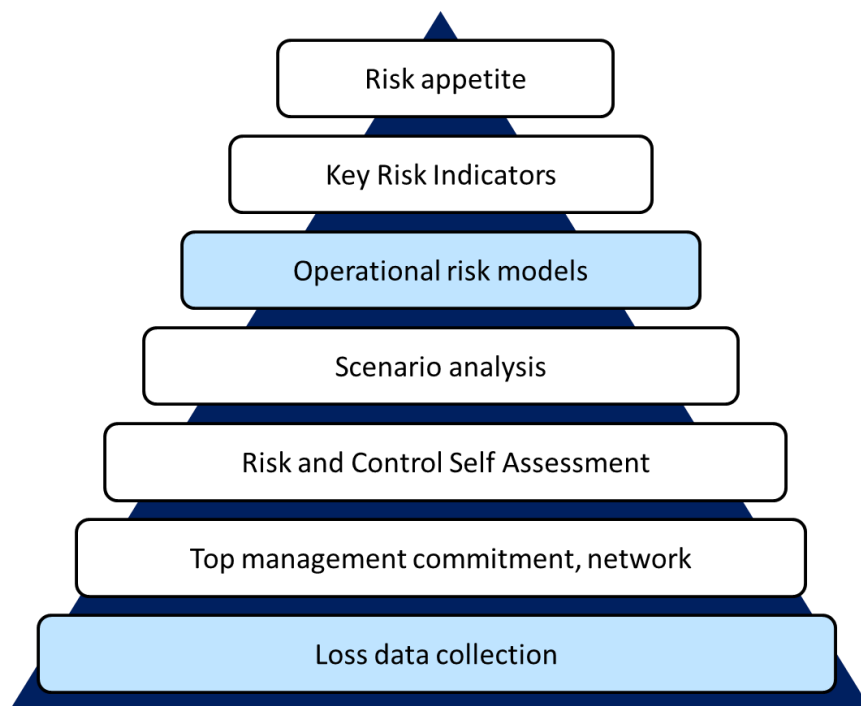 Risk appetite
Key Risk Indicators
Operational risk models
Scenario analysis
Risk and Control Self Assessment
Top management commitment, network
Loss data collection